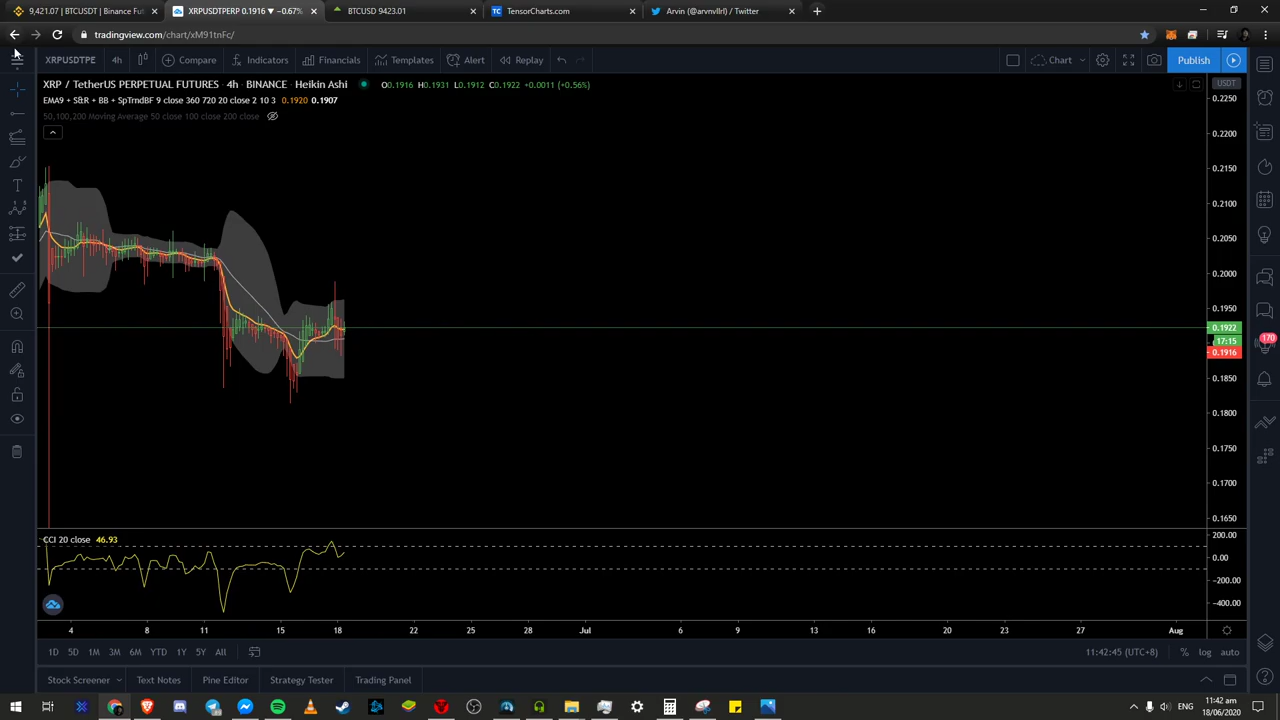 9,421.07 | BTCUSDT | Binance Fut
XRPUSDTPERP 0.1916 ▼ −0.67%
BTCUSD 9423.01
TensorCharts.com
Arvin (@arvnvllrl) / Twitter
tradingview.com/chart/xM91tnFc/
XRPUSDTPE
4h
Compare
Indicators
Financials
Templates
Alert
Replay
Chart
Publish
XRP / TetherUS PERPETUAL FUTURES · 4h · BINANCE · Heikin Ashi
O0.1916 H0.1931 L0.1912 C0.1922 +0.0011 (+0.56%)
USDT
EMA9 + S&R + BB + SpTrndBF 9 close 360 720 20 close 2 10 3 0.1920 0.1907
50,100,200 Moving Average 50 close 100 close 200 close
0.2250
0.2200
0.2150
0.2100
0.2050
0.2000
0.1950
0.1922
17:15
0.1916
0.1850
0.1800
0.1750
0.1700
0.1650
170
CCI 20 close 46.93
200.00
0.00
-200.00
-400.00
4 8 11 15 18 22 25 28 Jul 6 9 13 16 20 23 27 Aug
1D 5D 1M 3M 6M YTD 1Y 5Y All
11:42:45 (UTC+8) % log auto
Stock Screener Text Notes Pine Editor Strategy Tester Trading Panel
11:42 am
ENG
18/06/2020